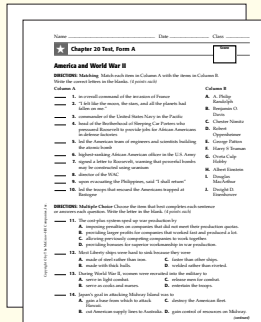 Name Date Class
★ Chapter 20 Test, Form A
Score
America and World War II
DIRECTIONS: Matching Match each item in Column A with the items in Column B.
Write the correct letters in the blanks. (4 points each)
Column A Column B
1. in overall command of the invasion of France A. A. Philip Randolph
2. "I felt like the moon, the stars, and all the planets had fallen on me." B. Benjamin O. Davis
3. commander of the United States Navy in the Pacific C. Chester Nimitz
4. head of the Brotherhood of Sleeping Car Porters who pressured Roosevelt to provide jobs for African Americans in defense factories D. Robert Oppenheimer
5. led the American team of engineers and scientists building the atomic bomb E. George Patton
6. highest-ranking African American officer in the U.S. Army F. Harry S Truman
7. signed a letter to Roosevelt, warning that powerful bombs might be constructed using uranium G. Oveta Culp Hobby
8. director of the WAC H. Albert Einstein
9. upon evacuating the Philippines, said "I shall return" I. Douglas MacArthur
10. led the troops that rescued the Americans trapped at Bastogne J. Dwight D. Eisenhower
DIRECTIONS: Multiple Choice Choose the item that best completes each sentence
or answers each question. Write the letter in the blank. (4 points each)
11. The cost-plus system sped up war production by
A. imposing penalties on companies that did not meet their production quotas.
B. providing larger profits for companies that worked fast and produced a lot.
C. allowing previously competing companies to work together.
D. providing bonuses for superior workmanship in war production.
12. Most Liberty ships were hard to sink because they were
A. made of steel rather than iron. C. faster than other ships.
B. made with thick hulls. D. welded rather than riveted.
13. During World War II, women were recruited into the military to
A. serve in light combat. C. release men for combat.
B. serve as cooks and nurses. D. entertain the troops.
14. Japan's goal in attacking Midway Island was to
A. gain a base from which to attack Hawaii. C. destroy the American fleet.
B. cut American supply lines to Australia. D. gain control of resources on Midway.
(continued)